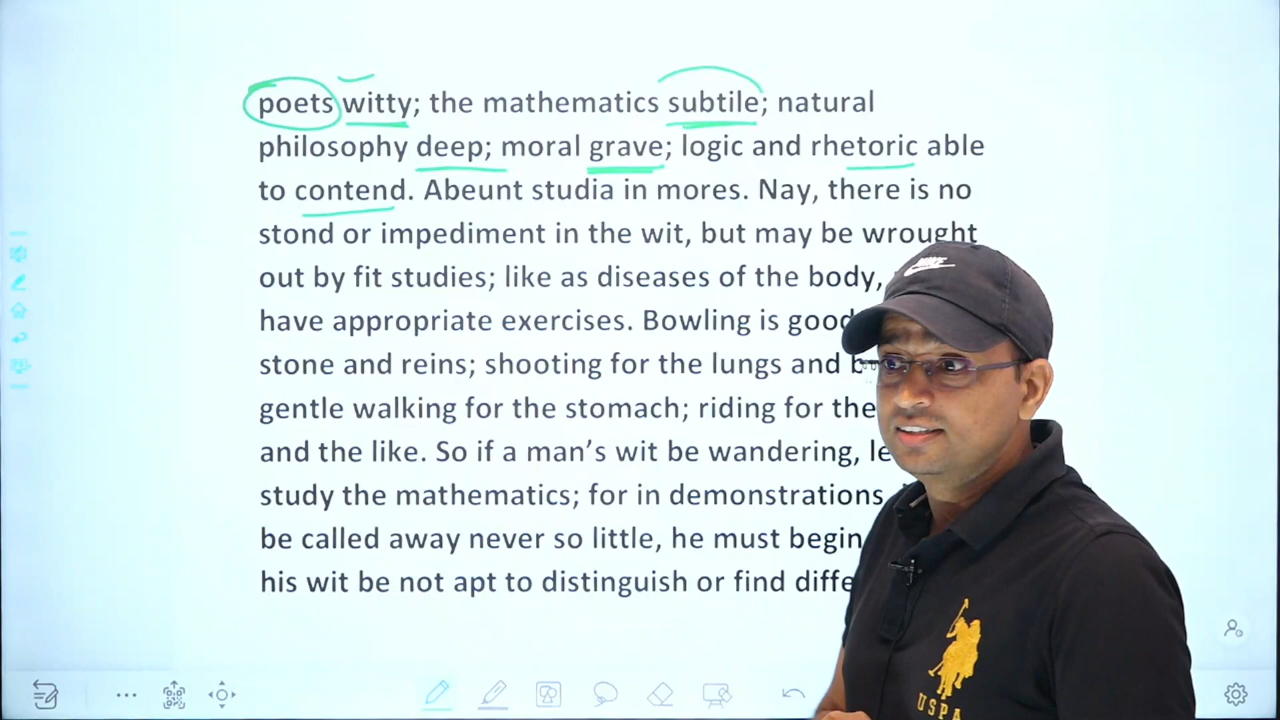 poets witty; the mathematics subtile; natural
philosophy deep; moral grave; logic and rhetoric able
to contend. Abeunt studia in mores. Nay, there is no
stond or impediment in the wit, but may be wrought
out by fit studies; like as diseases of the body,
have appropriate exercises. Bowling is good
stone and reins; shooting for the lungs and
gentle walking for the stomach; riding for the
and the like. So if a man's wit be wandering,
study the mathematics; for in demonstrations,
be called away never so little, he must begin
his wit be not apt to distinguish or find
NIKE
USPA